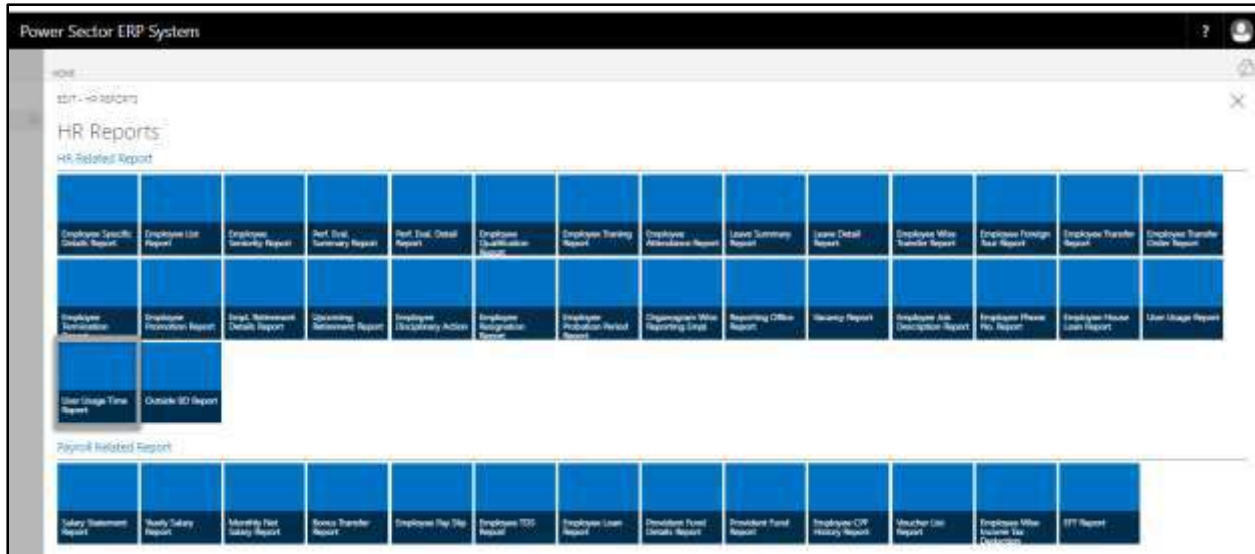 Power Sector ERP System ?
HOME
EDIT - HR REPORTS
HR Reports
HR Related Report
Employee Specific Details Report
Employee List Report
Employee Seniority Report
Perf. Eval. Summary Report
Perf. Eval. Detail Report
Employee Qualification Report
Employee Traning Report
Employee Attendance Report
Leave Summery Report
Leave Detail Report
Employee Wise Transfer Report
Employee Foreign Tour Report
Employee Transfer Report
Employee Transfer Order Report
Employee Termination Report
Employee Promotion Report
Empl. Retirement Details Report
Upcoming Retirement Report
Employee Disciplinary Action
Employee Resignation Report
Employee Probation Period Report
Organogram Wise Reporting Empl
Reporting Office Report
Vacancy Report
Employee Job Description Report
Employee Phone No. Report
Employee House Loan Report
User Usage Report
User Usage Time Report
Outside BD Report
Payroll Related Report
Salary Statement Report
Yearly Salary Report
Monthly Net Salary Report
Bonus Transfer Report
Employee Pay Slip
Employee TDS Report
Employee Loan Report
Provident Fund Details Report
Provident Fund Report
Employee CPF History Report
Voucher List Report
Employee Wise Income Tax Deduction
EFT Report